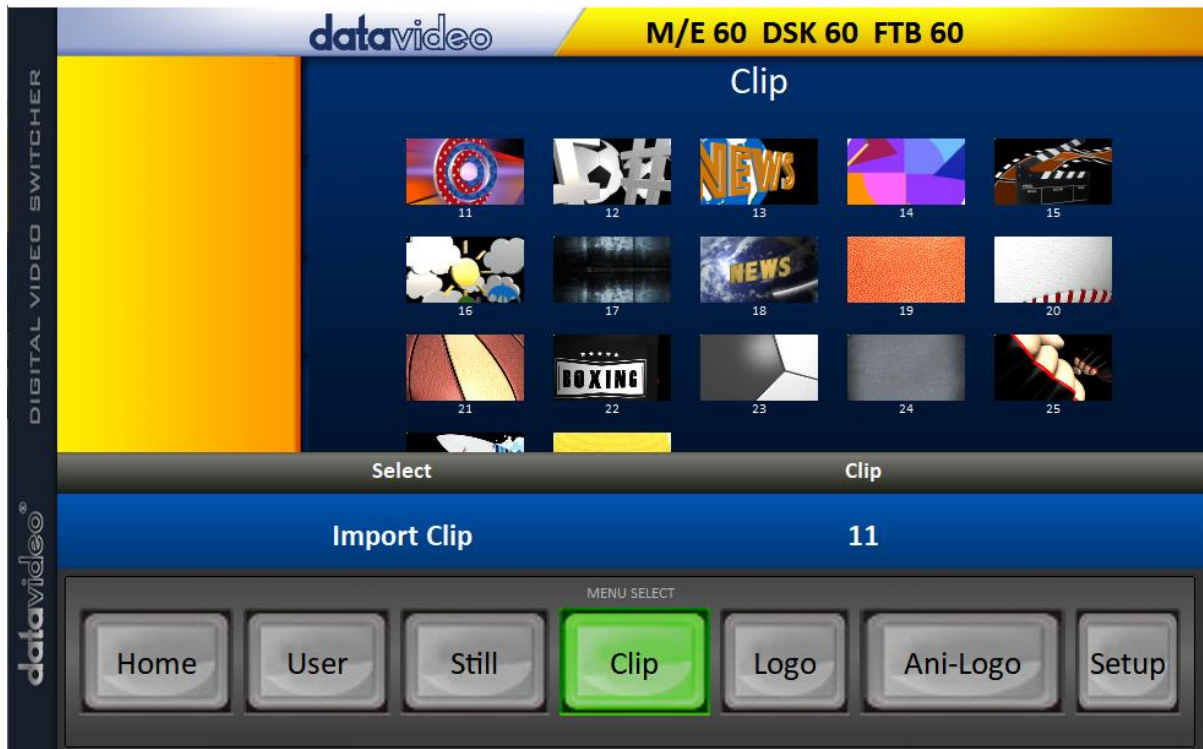 datavideo M/E 60 DSK 60 FTB 60
DIGITAL VIDEO SWITCHER
datavideo®
Clip
NEWS
11 12 13 14 15
NEWS
16 17 18 19 20
BOXING
21 22 23 24 25
Select Clip
Import Clip 11
MENU SELECT
Home User Still Clip Logo Ani-Logo Setup